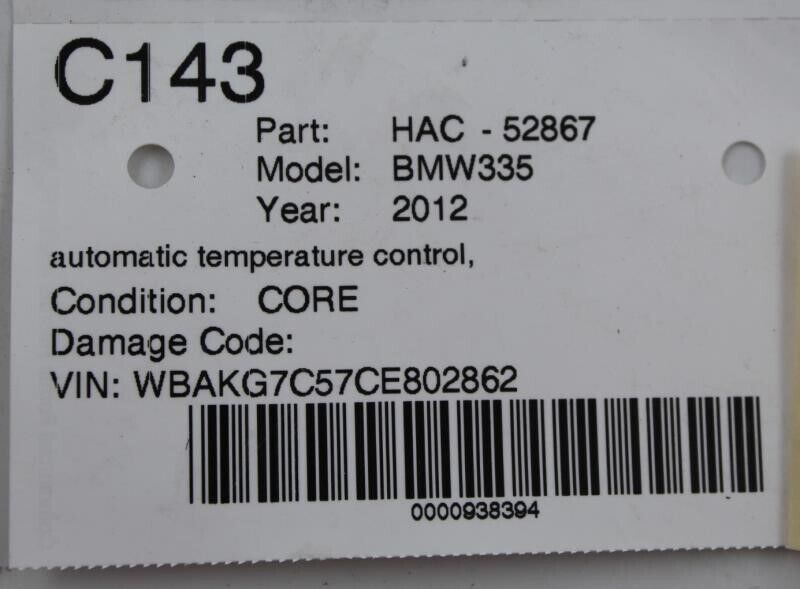 C143
Part: HAC - 52867
Model: BMW335
Year: 2012
automatic temperature control,
Condition: CORE
Damage Code:
VIN: WBAKG7C57CE802862
0000938394